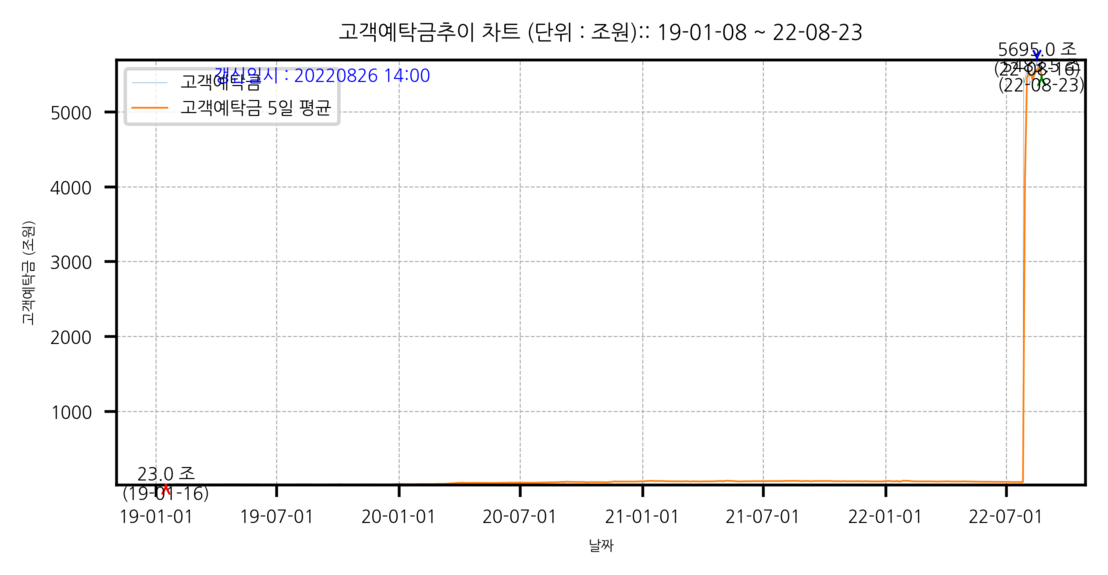 고객예탁금추이 차트 (단위 : 조원):: 19-01-08 ~ 22-08-23
갱신일시 : 20220826 14:00
고객예탁금
고객예탁금 5일 평균
5695.0 조
(22-08-16)
(22-08-23)
5000
4000
3000
2000
1000
고객예탁금 (조원)
23.0 조
(19-01-16)
19-01-01
19-07-01
20-01-01
20-07-01
21-01-01
21-07-01
22-01-01
22-07-01
날짜